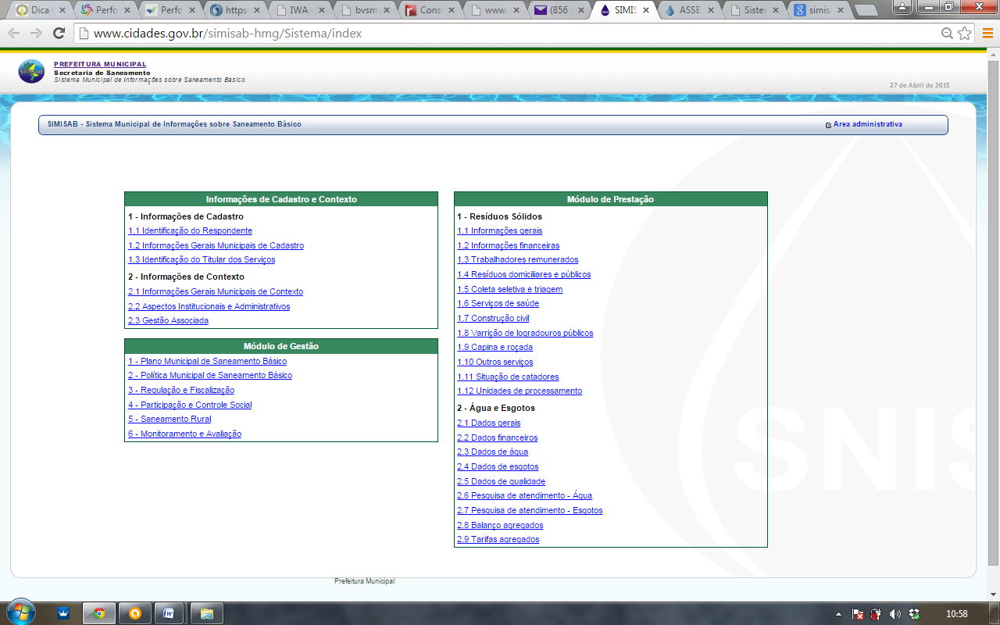 Dica
Perfo
Perfo
https
IWA
bvsm
Cons
www.
(856
SIMIS
ASSE
Sister
simis
www.cidades.gov.br/simisab-hmg/Sistema/index
PREFEITURA MUNICIPAL
Secretaria de Saneamento
Sistema Municipal de Informações sobre Saneamento Básico
27 de Abril de 2015
SIMISAB - Sistema Municipal de Informações sobre Saneamento Básico
Area administrativa
Informações de Cadastro e Contexto
1 - Informações de Cadastro
1.1 Identificação do Respondente
1.2 Informações Gerais Municipais de Cadastro
1.3 Identificação do Titular dos Serviços
2 - Informações de Contexto
2.1 Informações Gerais Municipais de Contexto
2.2 Aspectos Institucionais e Administrativos
2.3 Gestão Associada
Módulo de Gestão
1 - Plano Municipal de Saneamento Básico
2 - Política Municipal de Saneamento Básico
3 - Regulação e Fiscalização
4 - Participação e Controle Social
5 - Saneamento Rural
6 - Monitoramento e Avaliação
Módulo de Prestação
1 - Resíduos Sólidos
1.1 Informações gerais
1.2 Informações financeiras
1.3 Trabalhadores remunerados
1.4 Resíduos domiciliares e públicos
1.5 Coleta seletiva e triagem
1.6 Serviços de saúde
1.7 Construção civil
1.8 Varrição de logradouros públicos
1.9 Capina e roçada
1.10 Outros serviços
1.11 Situação de catadores
1.12 Unidades de processamento
2 - Água e Esgotos
2.1 Dados gerais
2.2 Dados financeiros
2.3 Dados de água
2.4 Dados de esgotos
2.5 Dados de qualidade
2.6 Pesquisa de atendimento - Água
2.7 Pesquisa de atendimento - Esgotos
2.8 Balanço agregados
2.9 Tarifas agregados
SNIS
Prefeitura Municipal
10:58